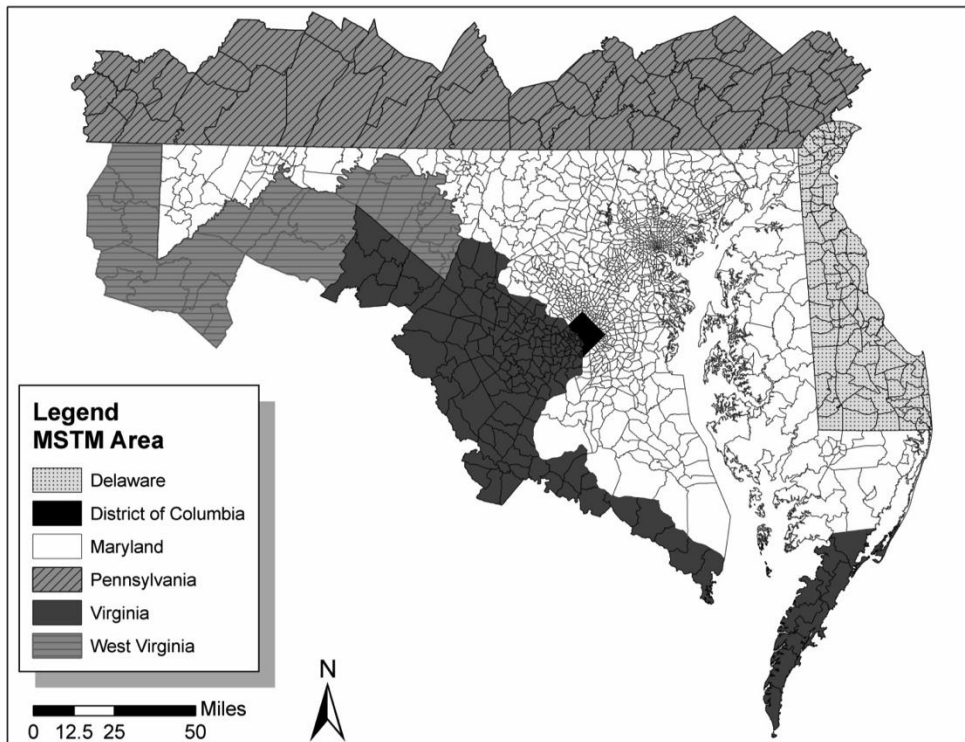 Legend
MSTM Area
Delaware
District of Columbia
Maryland
Pennsylvania
Virginia
West Virginia
N
Miles
0 12.5 25 50